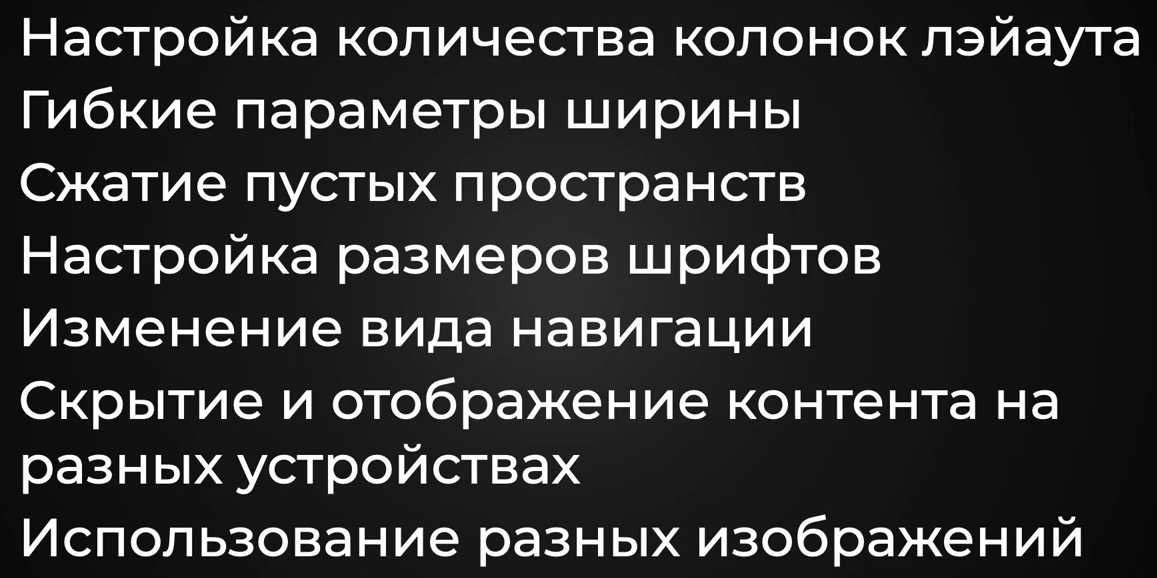 Настройка количества колонок лэйаута
Гибкие параметры ширины
Сжатие пустых пространств
Настройка размеров шрифтов
Изменение вида навигации
Скрытие и отображение контента на
разных устройствах
Использование разных изображений